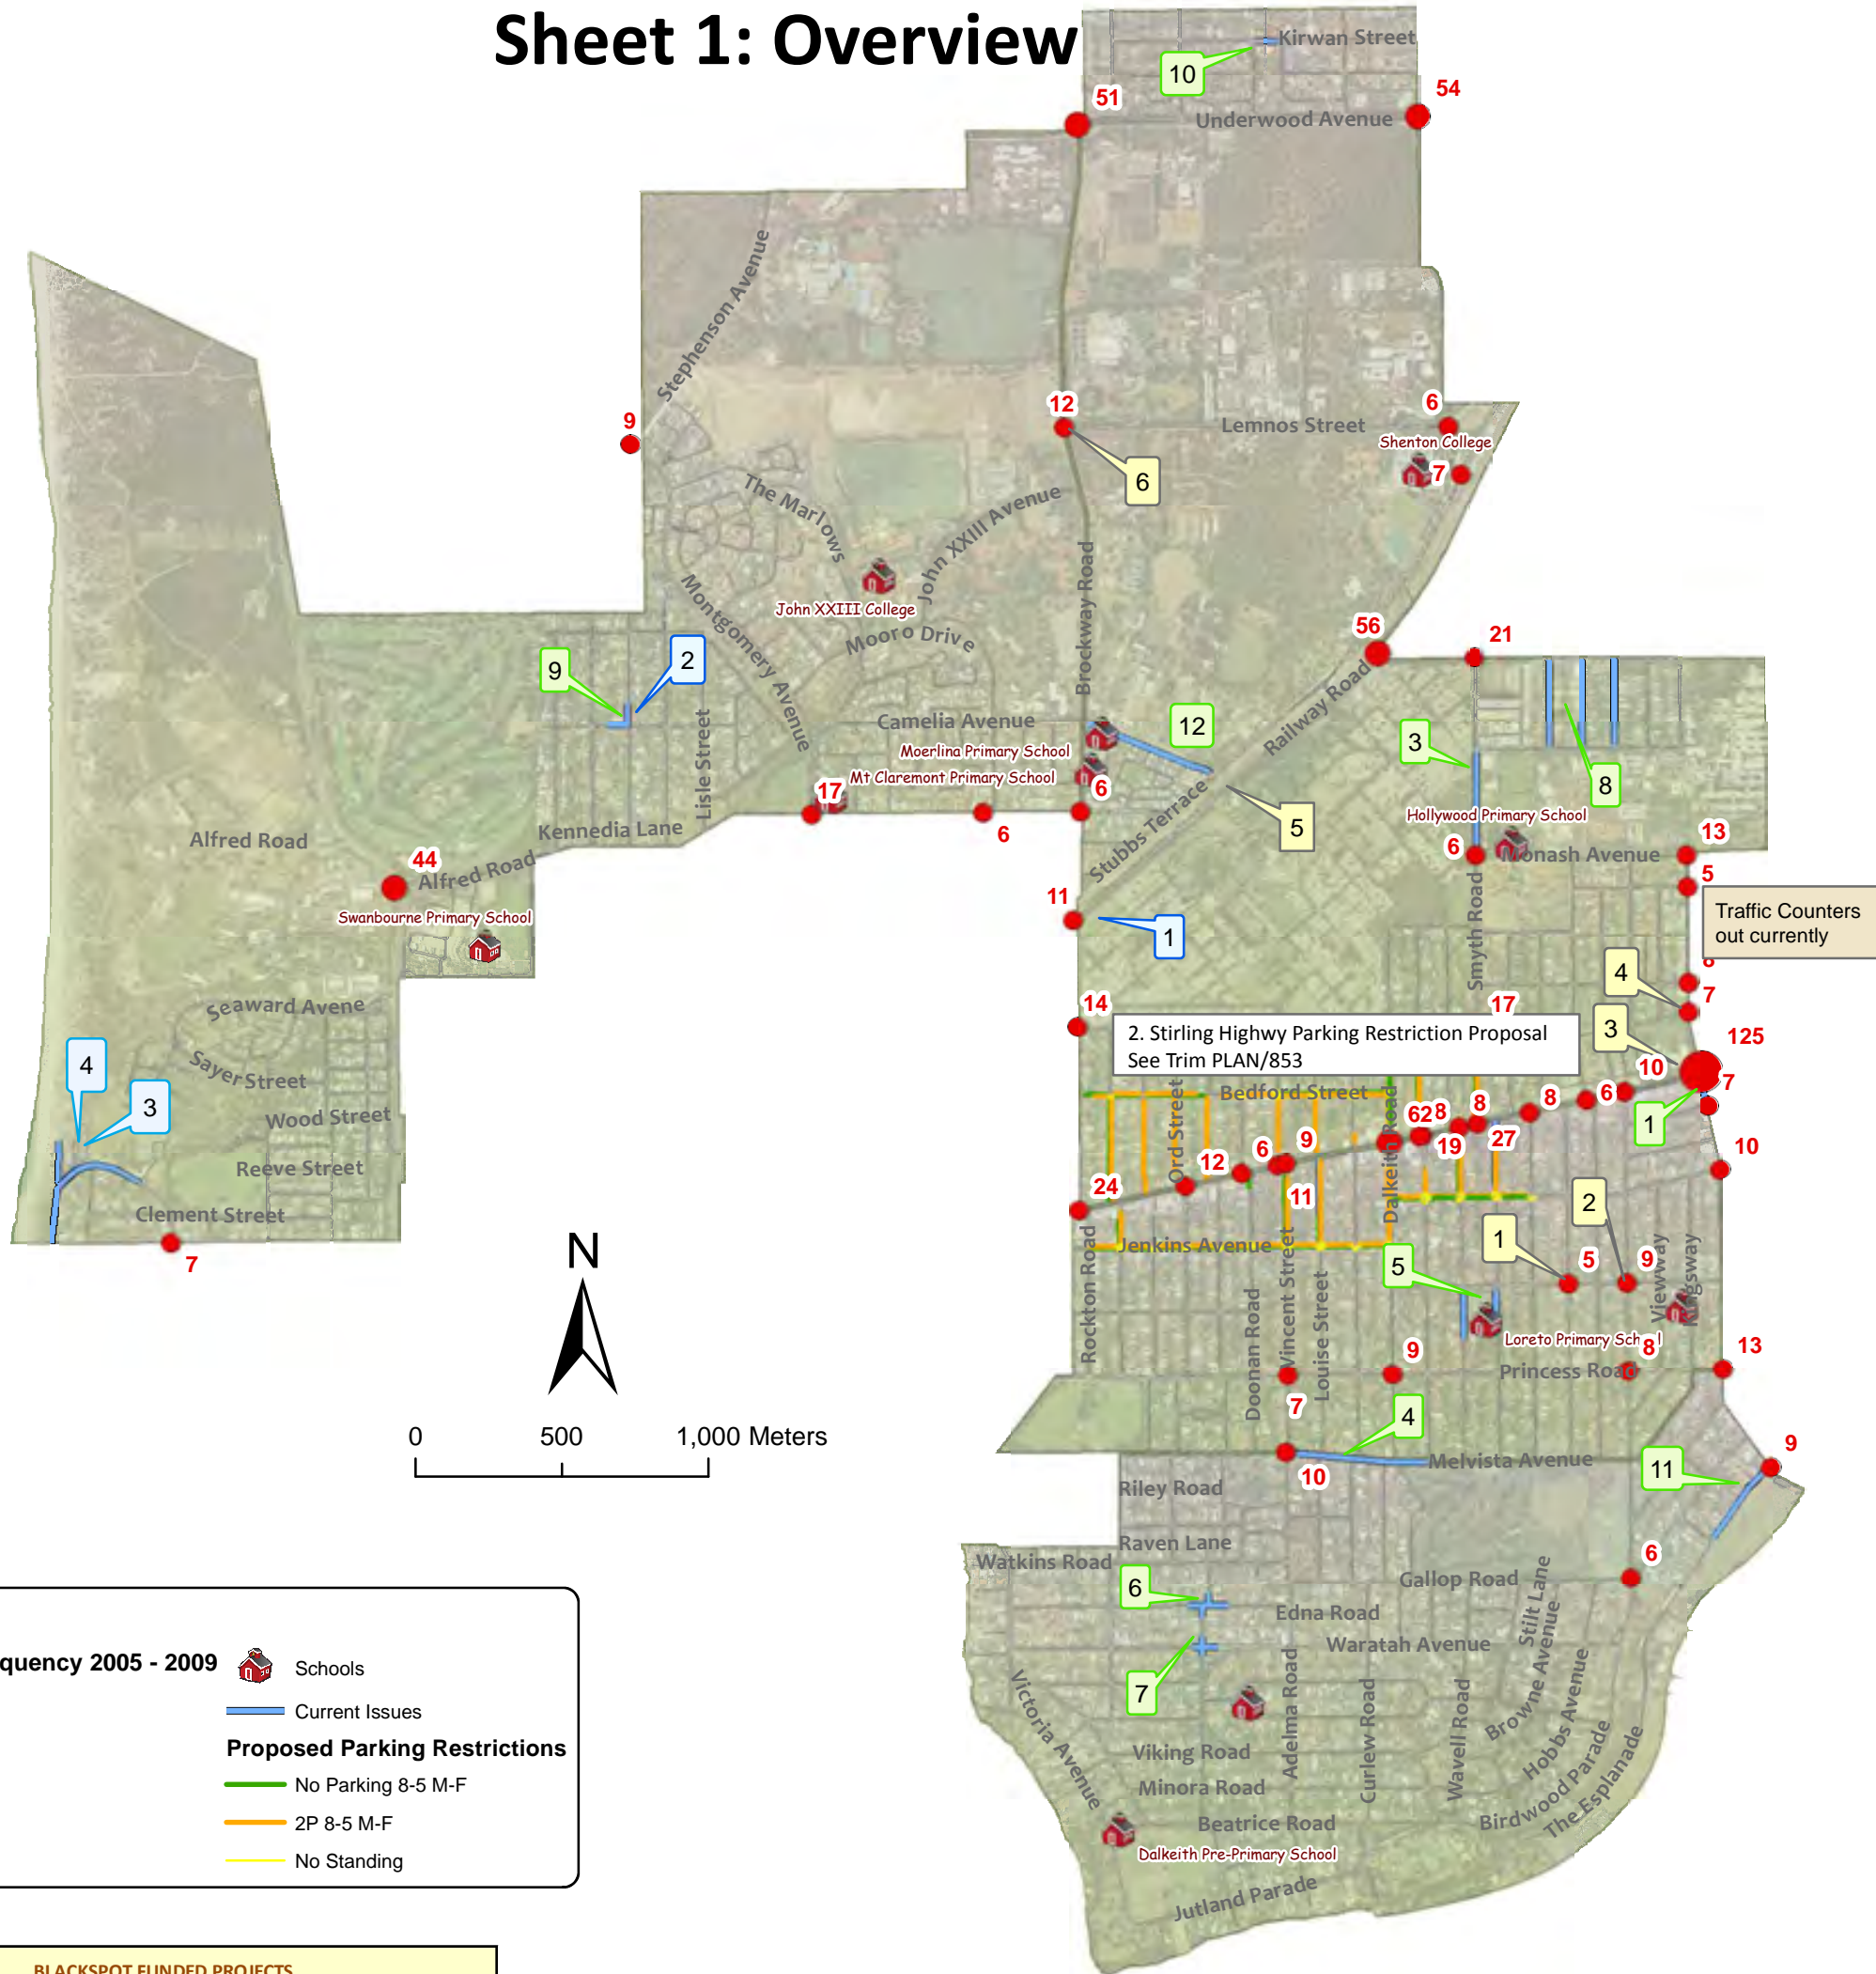 Sheet 1: Overview
Kirwan Street
10
51
54
Underwood Avenue
Stephenson Avenue
9
12
6
Lemnos Street
Shenton College
7
6
The Marlows
John XXIII Avenue
John XXIII College
Brockway Road
Montgomery Avenue
Mooro Drive
56
21
9
2
Railway Road
Camelia Avenue
12
3
8
Moerlina Primary School
Lisle Street
Mt Claremont Primary School
17
6
6
Stubbs Terrace
5
Hollywood Primary School
Alfred Road
Kennedia Lane
6
Monash Avenue
13
44
Alfred Road
5
Swanbourne Primary School
11
1
Smyth Road
Traffic Counters
out currently
4
7
Seaward Avene
14
17
2. Stirling Highwy Parking Restriction Proposal
See Trim PLAN/853
3
125
4
Sayer Street
10
7
3
Bedford Street
Wood Street
Ord Street
Dalkeith Road
62
8
8
8
6
1
Reeve Street
12
6
9
19
27
10
24
11
2
Clement Street
7
Jenkins Avenue
1
5
9
Viewway
Kingsway
N
5
Rockton Road
Doonan Road
Vincent Street
Louise Street
Loreto Primary School
9
8
13
Princess Road
7
4
0
500
1,000 Meters
10
Melvista Avenue
11
9
Riley Road
Raven Lane
Watkins Road
6
6
Gallop Road
Stilt Lane
Edna Road
Waratah Avenue
7
Victoria Avenue
Adelma Road
Curlew Road
Wavell Road
Browne Avenue
Hobbs Avenue
Birdwood Parade
The Esplanade
Viking Road
Minora Road
Beatrice Road
Dalkeith Pre-Primary School
Jutland Parade
quency 2005 - 2009
Schools
Current Issues
Proposed Parking Restrictions
No Parking 8-5 M-F
2P 8-5 M-F
No Standing
BLACKSPOT FUNDED PROJECTS